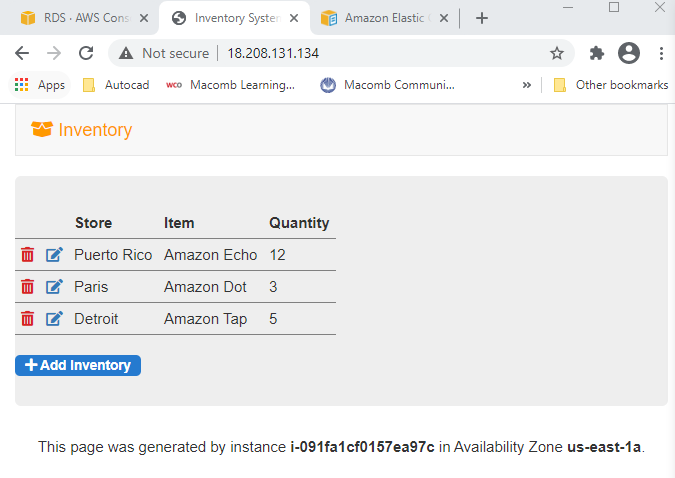 RDS · AWS Cons
Inventory System
Amazon Elastic
Not secure
18.208.131.134
Apps
Autocad
WCO
Macomb Learning...
Macomb Communi...
»
Other bookmarks
Inventory
Store Item Quantity
Puerto Rico Amazon Echo 12
Paris Amazon Dot 3
Detroit Amazon Tap 5
+ Add Inventory
This page was generated by instance i-091fa1cf0157ea97c in Availability Zone us-east-1a.